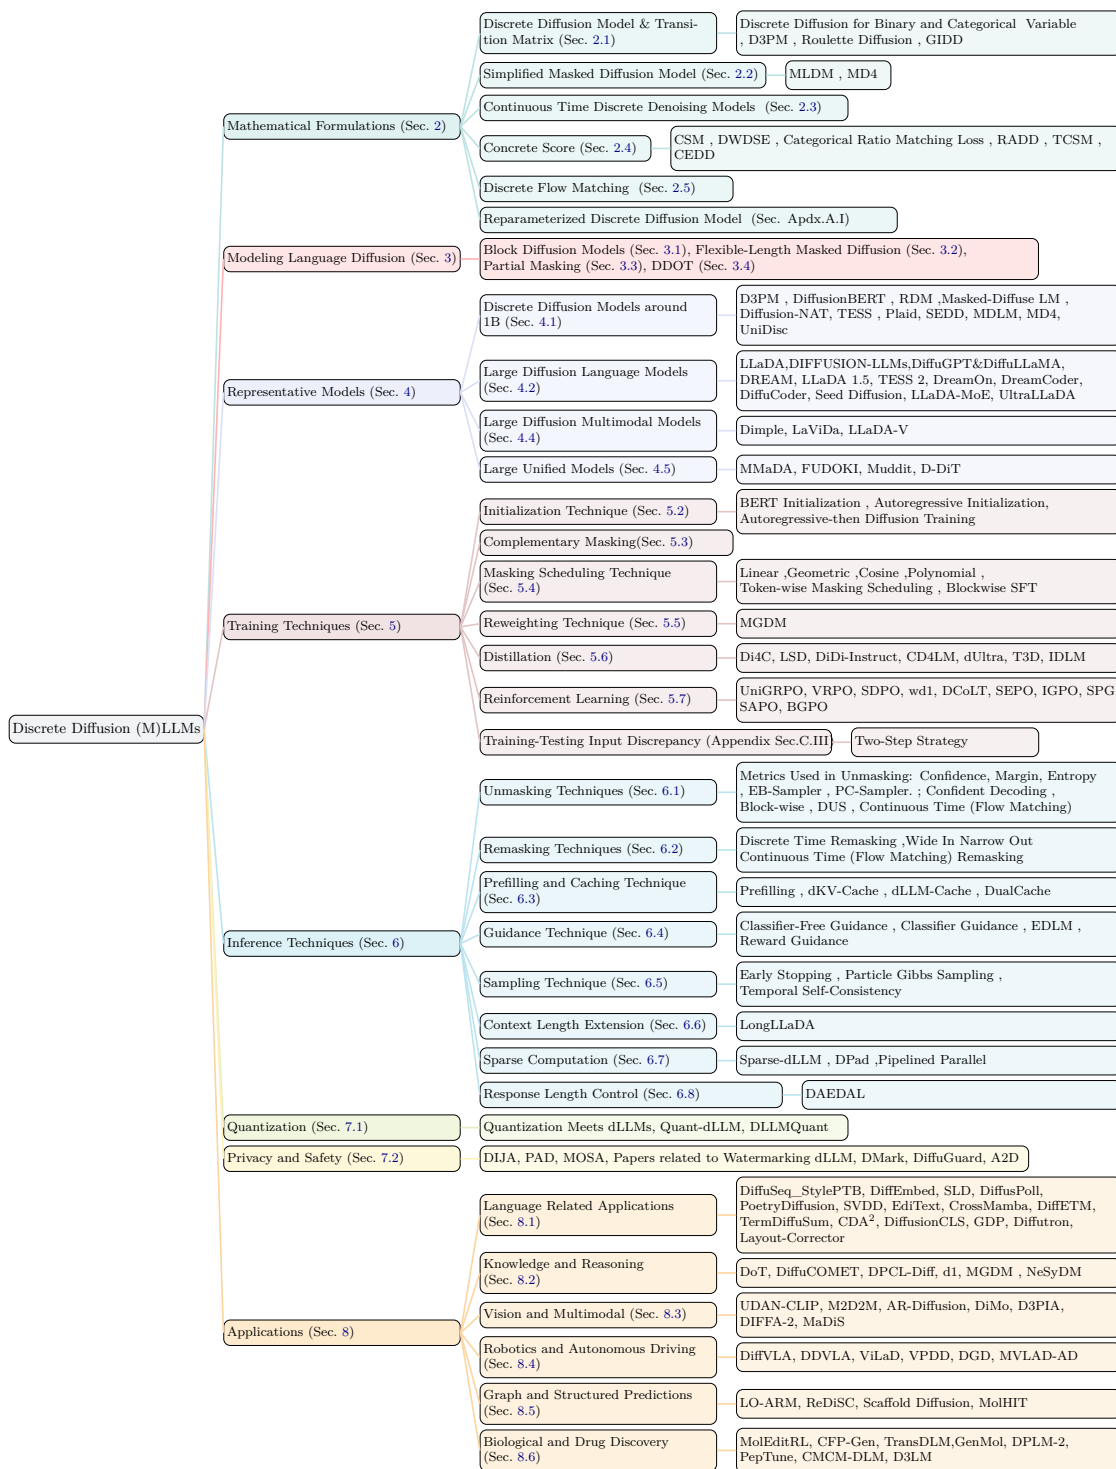 Discrete Diffusion (M)LLMs
Mathematical Formulations (Sec. 2)
Discrete Diffusion Model & Transi-
tion Matrix (Sec. 2.1)
Discrete Diffusion for Binary and Categorical Variable
, D3PM , Roulette Diffusion , GIDD
Simplified Masked Diffusion Model (Sec. 2.2)
MLDM , MD4
Continuous Time Discrete Denoising Models (Sec. 2.3)
Concrete Score (Sec. 2.4)
CSM , DWDSE , Categorical Ratio Matching Loss , RADD , TCSM ,
CEDD
Discrete Flow Matching (Sec. 2.5)
Reparameterized Discrete Diffusion Model (Sec. Apdx.A.I)
Modeling Language Diffusion (Sec. 3)
Block Diffusion Models (Sec. 3.1), Flexible-Length Masked Diffusion (Sec. 3.2),
Partial Masking (Sec. 3.3), DDOT (Sec. 3.4)
Representative Models (Sec. 4)
Discrete Diffusion Models around
1B (Sec. 4.1)
D3PM , DiffusionBERT , RDM ,Masked-Diffuse LM ,
Diffusion-NAT, TESS , Plaid, SEDD, MDLM, MD4,
UniDisc
Large Diffusion Language Models
(Sec. 4.2)
LLaDA,DIFFUSION-LLMs,DiffuGPT&DiffuLLaMA,
DREAM, LLaDA 1.5, TESS 2, DreamOn, DreamCoder,
DiffuCoder, Seed Diffusion, LLaDA-MoE, UltraLLaDA
Large Diffusion Multimodal Models
(Sec. 4.4)
Dimple, LaViDa, LLaDA-V
Large Unified Models (Sec. 4.5)
MMaDA, FUDOKI, Muddit, D-DiT
Training Techniques (Sec. 5)
Initialization Technique (Sec. 5.2)
BERT Initialization , Autoregressive Initialization,
Autoregressive-then Diffusion Training
Complementary Masking(Sec. 5.3)
Masking Scheduling Technique
(Sec. 5.4)
Linear ,Geometric ,Cosine ,Polynomial ,
Token-wise Masking Scheduling , Blockwise SFT
Reweighting Technique (Sec. 5.5)
MGDM
Distillation (Sec. 5.6)
Di4C, LSD, DiDi-Instruct, CD4LM, dUltra, T3D, IDLM
Reinforcement Learning (Sec. 5.7)
UniGRPO, VRPO, SDPO, wd1, DCoLT, SEPO, IGPO, SPG
SAPO, BGPO
Training-Testing Input Discrepancy (Appendix Sec.C.III)
Two-Step Strategy
Inference Techniques (Sec. 6)
Unmasking Techniques (Sec. 6.1)
Metrics Used in Unmasking: Confidence, Margin, Entropy
, EB-Sampler , PC-Sampler. ; Confident Decoding ,
Block-wise , DUS , Continuous Time (Flow Matching)
Remasking Techniques (Sec. 6.2)
Discrete Time Remasking ,Wide In Narrow Out
Continuous Time (Flow Matching) Remasking
Prefilling and Caching Technique
(Sec. 6.3)
Prefilling , dKV-Cache , dLLM-Cache , DualCache
Guidance Technique (Sec. 6.4)
Classifier-Free Guidance , Classifier Guidance , EDLM ,
Reward Guidance
Sampling Technique (Sec. 6.5)
Early Stopping , Particle Gibbs Sampling ,
Temporal Self-Consistency
Context Length Extension (Sec. 6.6)
LongLLaDA
Sparse Computation (Sec. 6.7)
Sparse-dLLM , DPad ,Pipelined Parallel
Response Length Control (Sec. 6.8)
DAEDAL
Quantization (Sec. 7.1)
Quantization Meets dLLMs, Quant-dLLM, DLLMQuant
Privacy and Safety (Sec. 7.2)
DIJA, PAD, MOSA, Papers related to Watermarking dLLM, DMark, DiffuGuard, A2D
Applications (Sec. 8)
Language Related Applications
(Sec. 8.1)
DiffuSeq_StylePTB, DiffEmbed, SLD, DiffusPoll,
PoetryDiffusion, SVDD, EdiText, CrossMamba, DiffETM,
TermDiffuSum, CDA², DiffusionCLS, GDP, Diffutron,
Layout-Corrector
Knowledge and Reasoning
(Sec. 8.2)
DoT, DiffuCOMET, DPCL-Diff, d1, MGDM , NeSyDM
Vision and Multimodal (Sec. 8.3)
UDAN-CLIP, M2D2M, AR-Diffusion, DiMo, D3PIA,
DIFFA-2, MaDiS
Robotics and Autonomous Driving
(Sec. 8.4)
DiffVLA, DDVLA, ViLaD, VPDD, DGD, MVLAD-AD
Graph and Structured Predictions
(Sec. 8.5)
LO-ARM, ReDiSC, Scaffold Diffusion, MolHIT
Biological and Drug Discovery
(Sec. 8.6)
MolEditRL, CFP-Gen, TransDLM,GenMol, DPLM-2,
PepTune, CMCM-DLM, D3LM